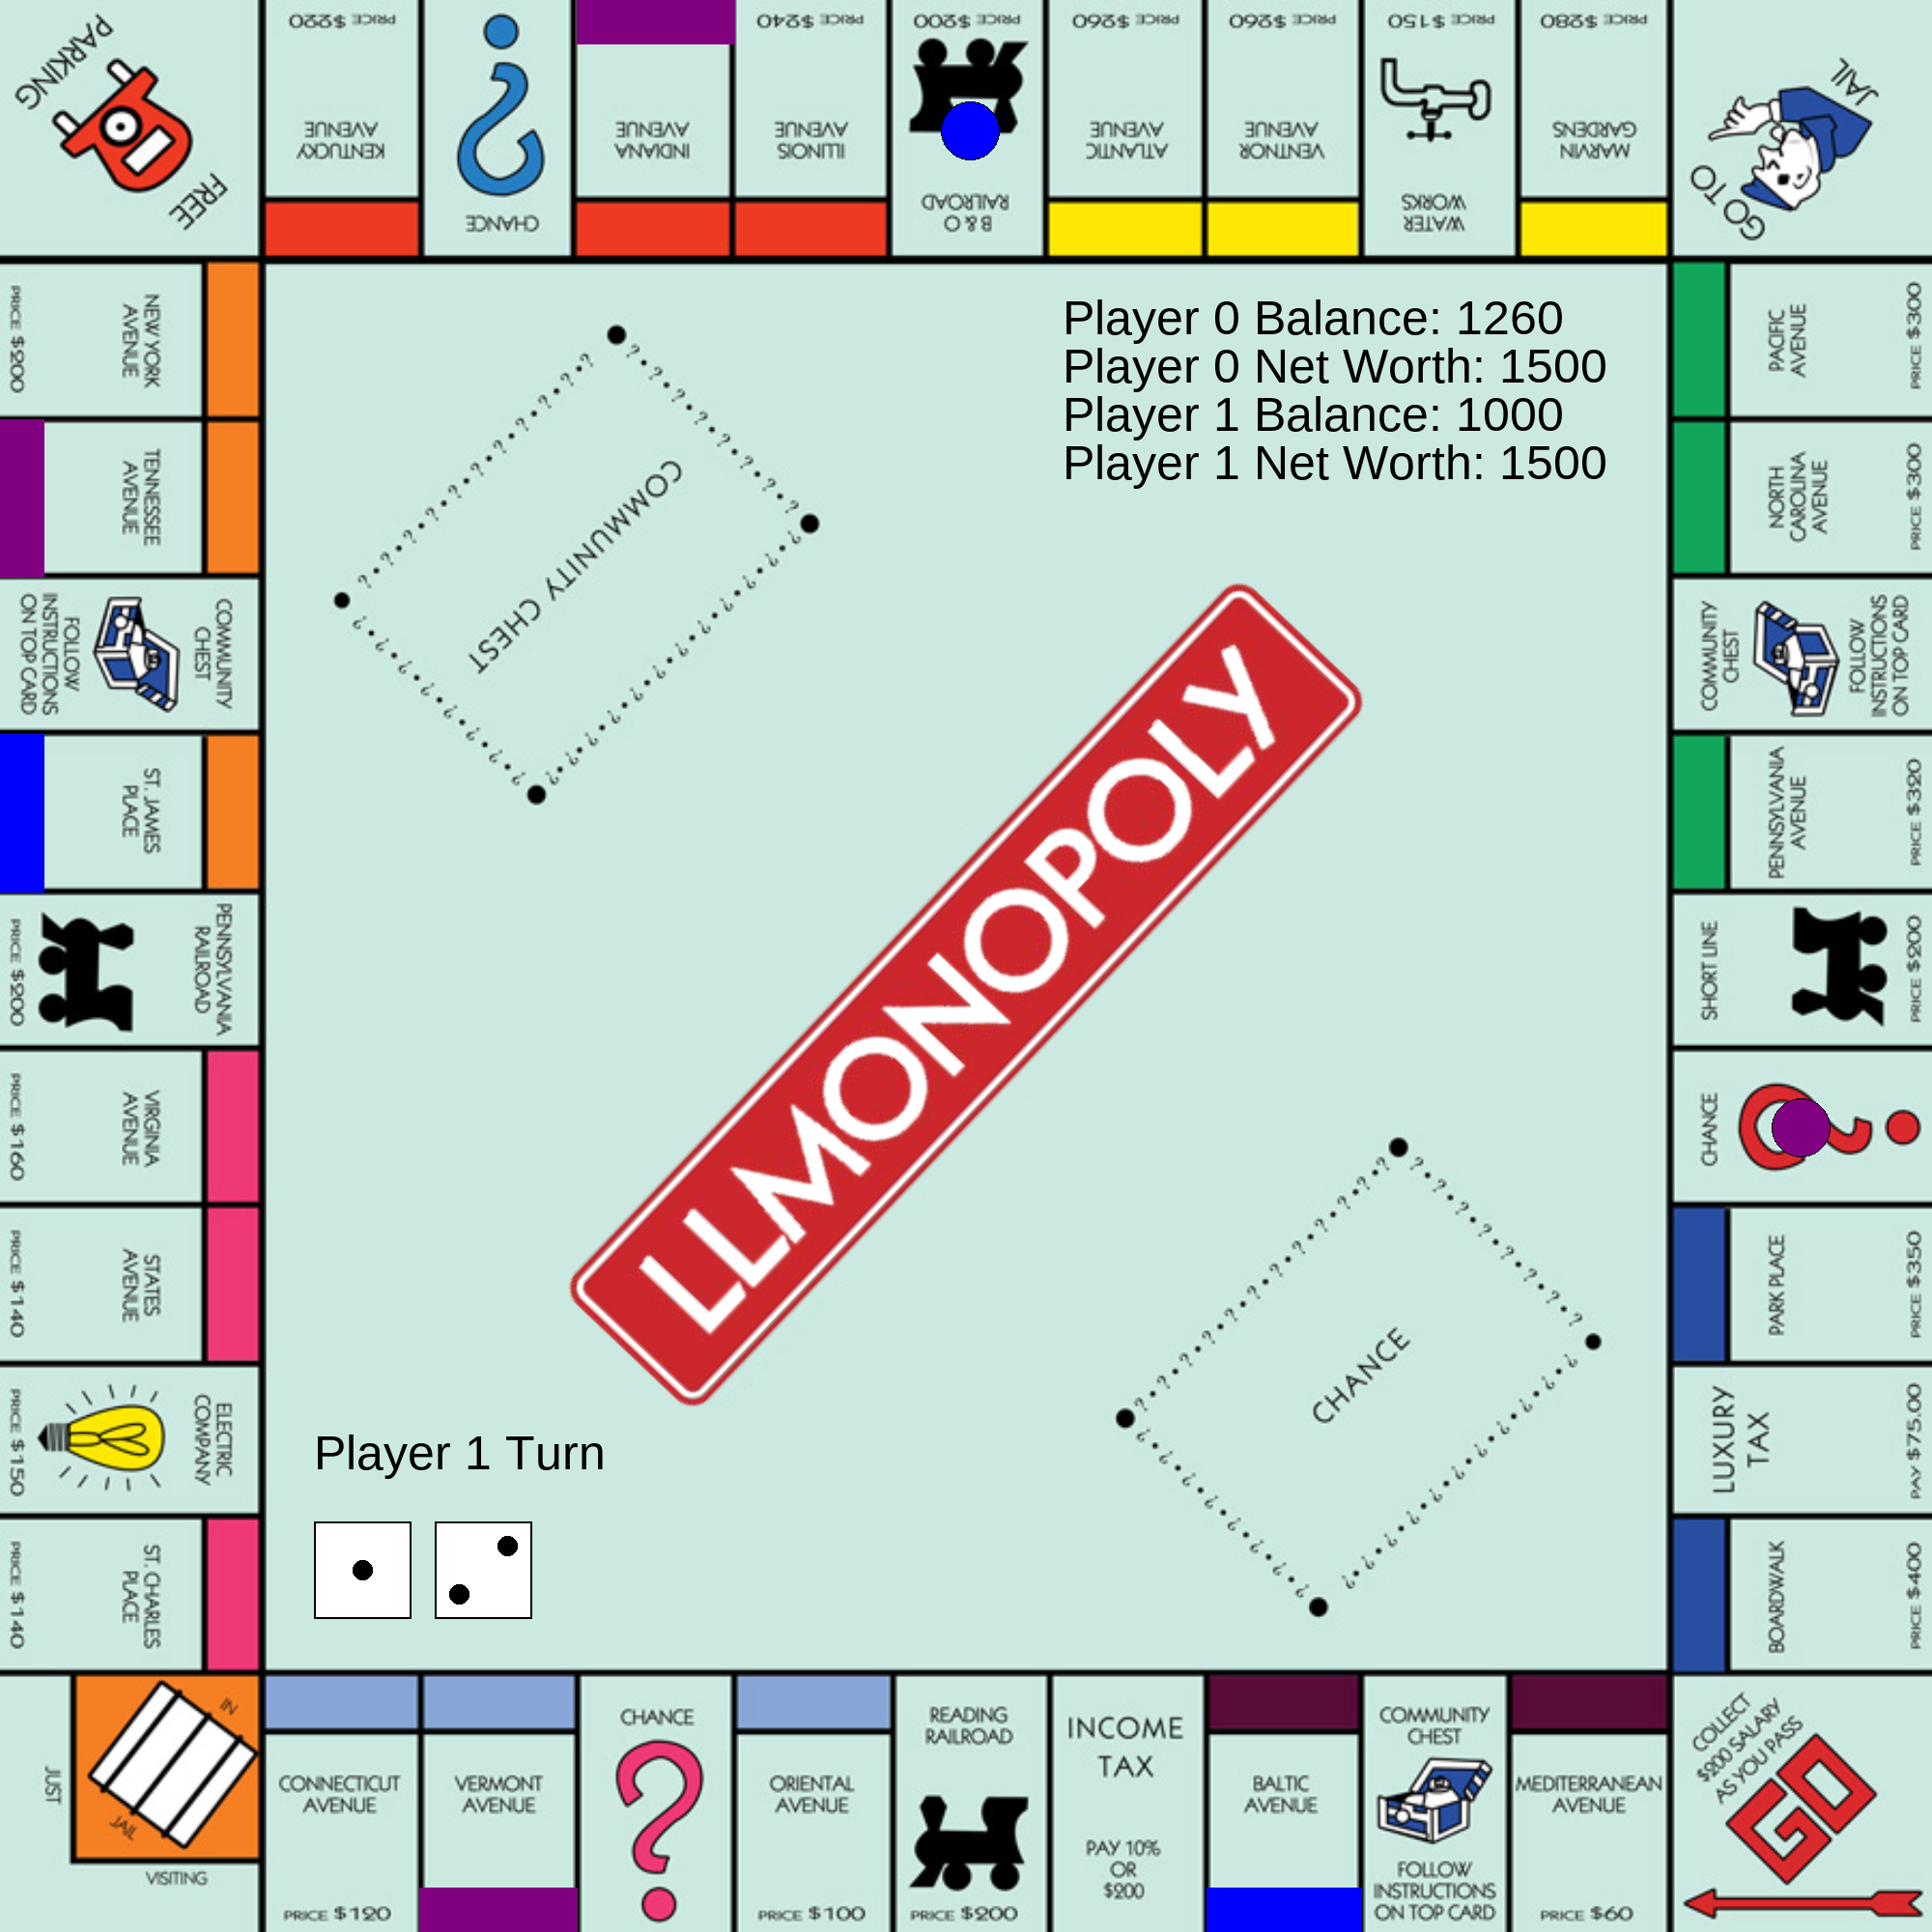 PARKING
FREE
PRICE $220
KENTUCKY
AVENUE
CHANCE
INDIANA
AVENUE
PRICE $240
ILLINOIS
AVENUE
PRICE $200
B & O
RAILROAD
PRICE $260
ATLANTIC
AVENUE
PRICE $260
VENTNOR
AVENUE
PRICE $150
WATER
WORKS
PRICE $280
MARVIN
GARDENS
GO TO
JAIL
NEW YORK
AVENUE
PRICE $200
TENNESSEE
AVENUE
COMMUNITY
CHEST
FOLLOW
INSTRUCTIONS
ON TOP CARD
ST. JAMES
PLACE
PENNSYLVANIA
RAILROAD
PRICE $200
VIRGINIA
AVENUE
PRICE $160
STATES
AVENUE
PRICE $140
ELECTRIC
COMPANY
PRICE $150
ST. CHARLES
PLACE
PRICE $140
Player 0 Balance: 1260
Player 0 Net Worth: 1500
Player 1 Balance: 1000
Player 1 Net Worth: 1500
COMMUNITY CHEST
LLMONOPOLY
CHANCE
Player 1 Turn
PACIFIC
AVENUE
PRICE $300
NORTH
CAROLINA
AVENUE
PRICE $300
COMMUNITY
CHEST
FOLLOW
INSTRUCTIONS
ON TOP CARD
PENNSYLVANIA
AVENUE
PRICE $320
SHORT LINE
PRICE $200
CHANCE
PARK PLACE
PRICE $350
LUXURY
TAX
PAY $75.00
BOARDWALK
PRICE $400
JUST
VISITING
IN
JAIL
CONNECTICUT
AVENUE
PRICE $120
VERMONT
AVENUE
CHANCE
ORIENTAL
AVENUE
PRICE $100
READING
RAILROAD
PRICE $200
INCOME
TAX
PAY 10%
OR
$200
BALTIC
AVENUE
COMMUNITY
CHEST
FOLLOW
INSTRUCTIONS
ON TOP CARD
MEDITERRANEAN
AVENUE
PRICE $60
COLLECT
$200 SALARY
AS YOU PASS
GO